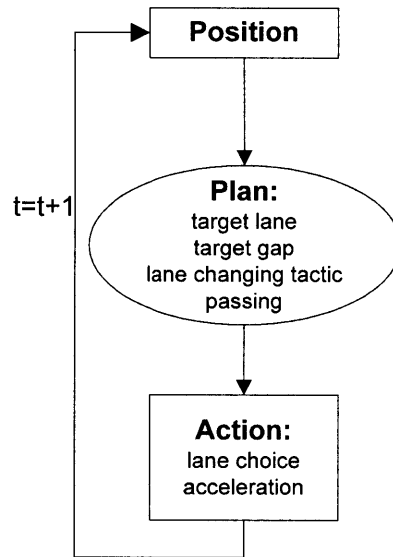 Position
t=t+1
Plan:
target lane
target gap
lane changing tactic
passing
Action:
lane choice
acceleration